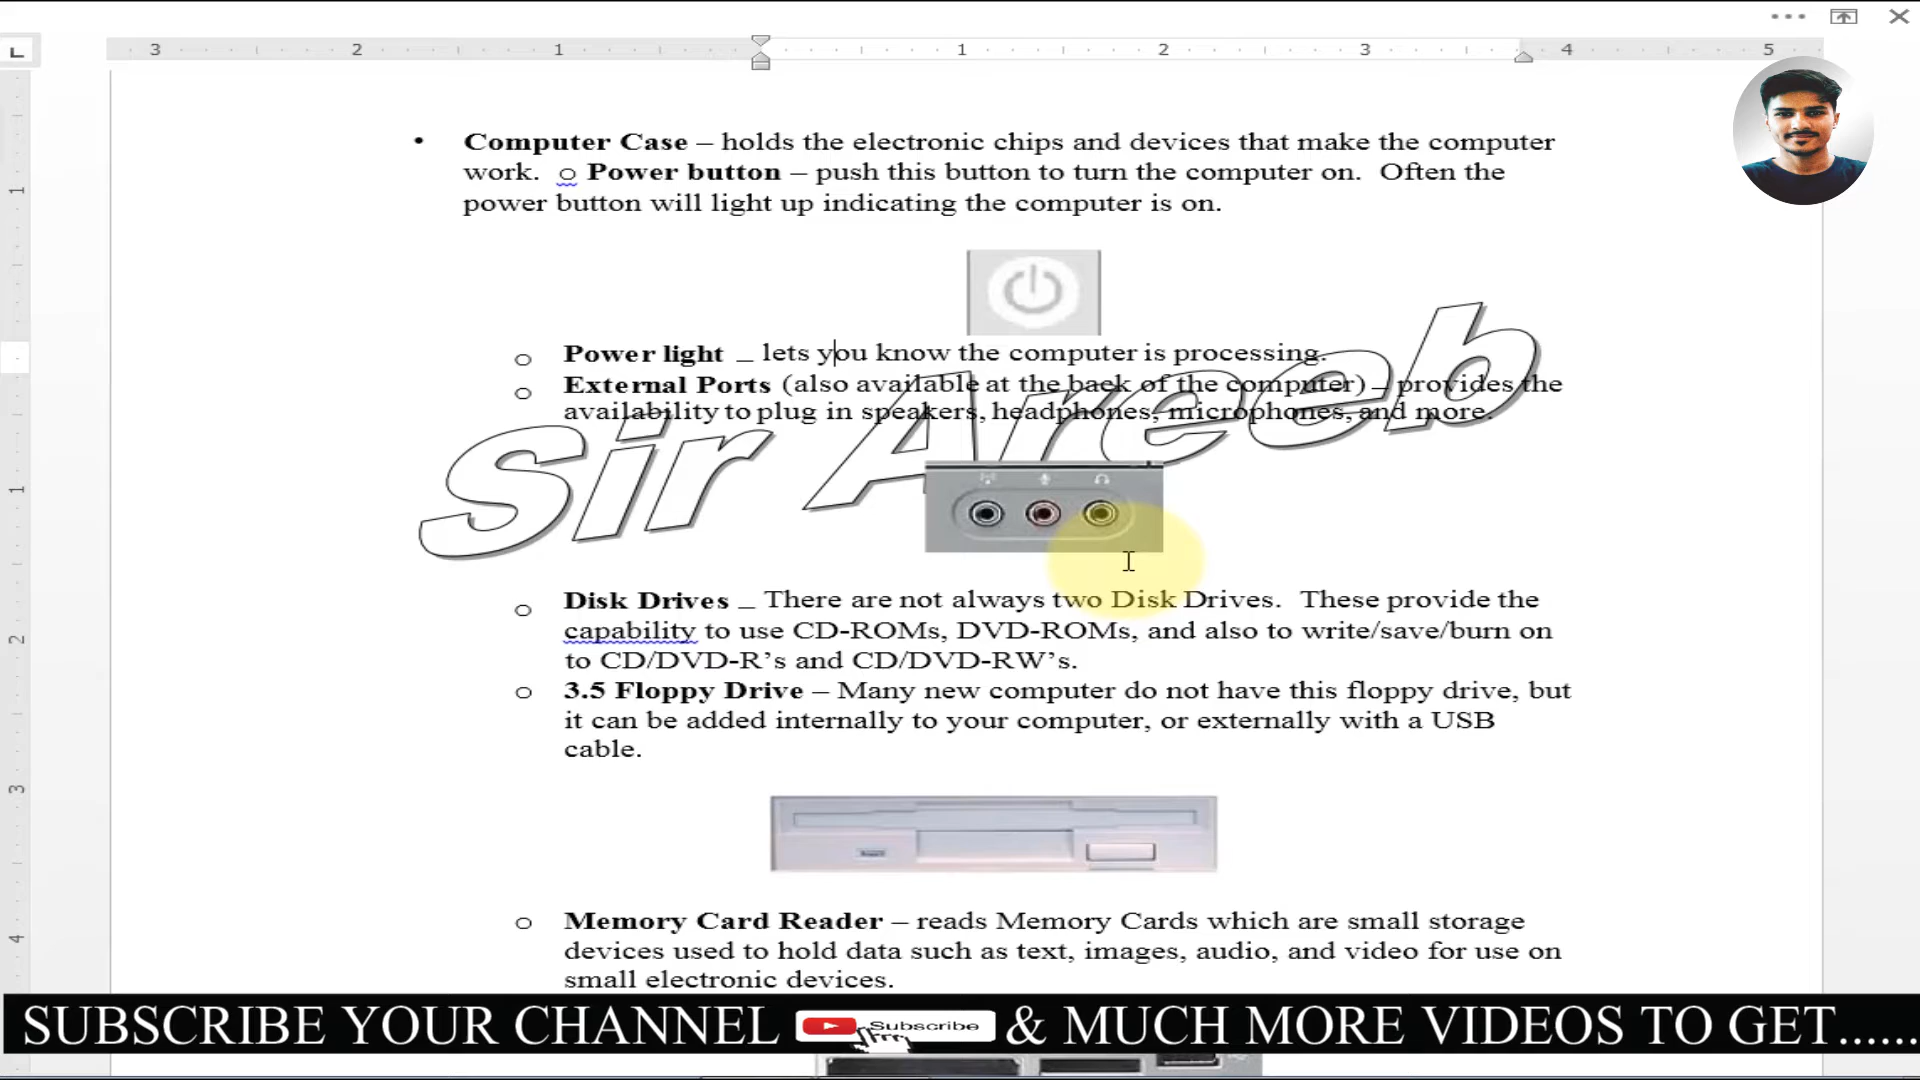 3 2 1 1 2 3 4 5
• Computer Case – holds the electronic chips and devices that make the computer
work. o Power button – push this button to turn the computer on. Often the
power button will light up indicating the computer is on.
o Power light _ lets you know the computer is processing.
o External Ports (also available at the back of the computer) – provides the
availability to plug in speakers, headphones, microphones, and more.
Sir Areeb
o Disk Drives _ There are not always two Disk Drives. These provide the
capability to use CD-ROMs, DVD-ROMs, and also to write/save/burn on
to CD/DVD-R’s and CD/DVD-RW’s.
o 3.5 Floppy Drive – Many new computer do not have this floppy drive, but
it can be added internally to your computer, or externally with a USB
cable.
o Memory Card Reader – reads Memory Cards which are small storage
devices used to hold data such as text, images, audio, and video for use on
small electronic devices.
SUBSCRIBE YOUR CHANNEL Subscribe & MUCH MORE VIDEOS TO GET......
1
1
2
3
4